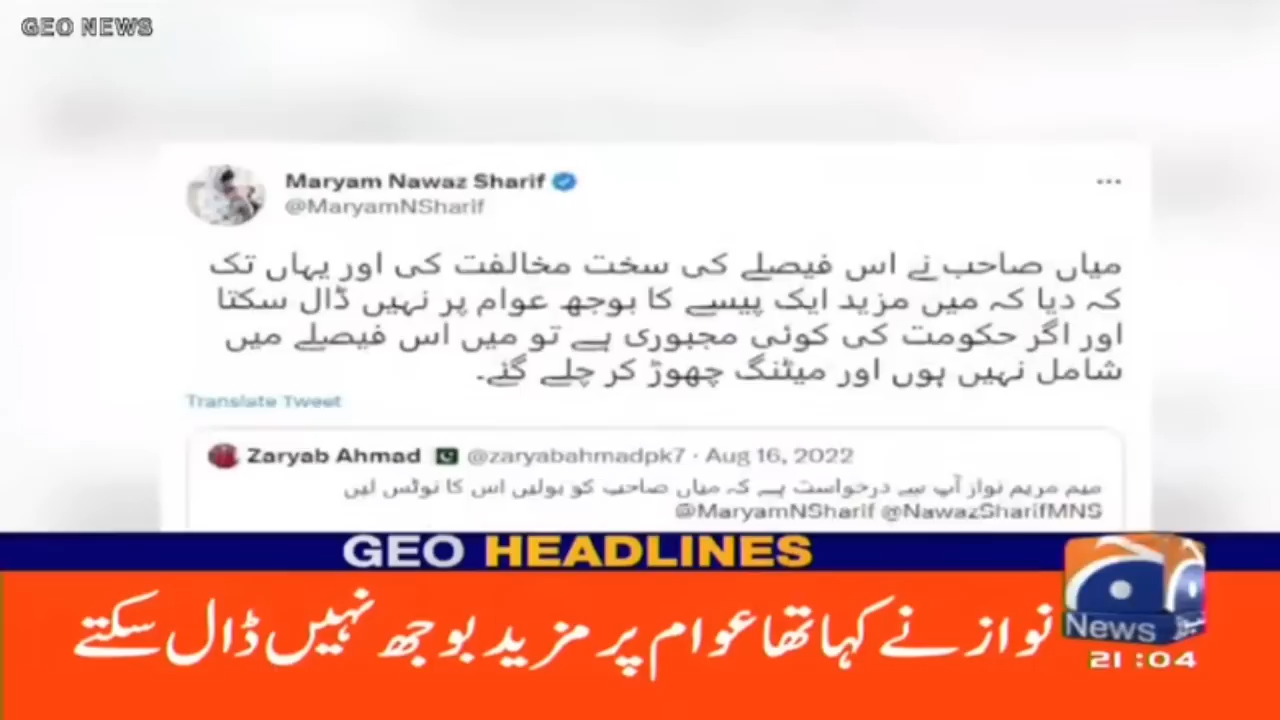 GEO NEWS
Maryam Nawaz Sharif
@MaryamNSharif
میاں صاحب نے اس فیصلے کی سخت مخالفت کی اور یہاں تک
کہ دیا کہ میں مزید ایک پیسے کا بوجھ عوام پر نہیں ڈال سکتا
اور اگر حکومت کی کوئی مجبوری ہے تو میں اس فیصلے میں
شامل نہیں ہوں اور میٹنگ چھوڑ کر چلے گئے۔
Translate Tweet
Zaryab Ahmad @zaryabahmadpk7 · Aug 16, 2022
میم مریم نواز آپ سے درخواست ہے کہ میاں صاحب کو بولیں اس کا نوٹس لیں
@MaryamNSharif @NawazSharifMNS
GEO HEADLINES
نواز نے کہا تھا عوام پر مزید بوجھ نہیں ڈال سکتے
جیو
News نیوز
21:04